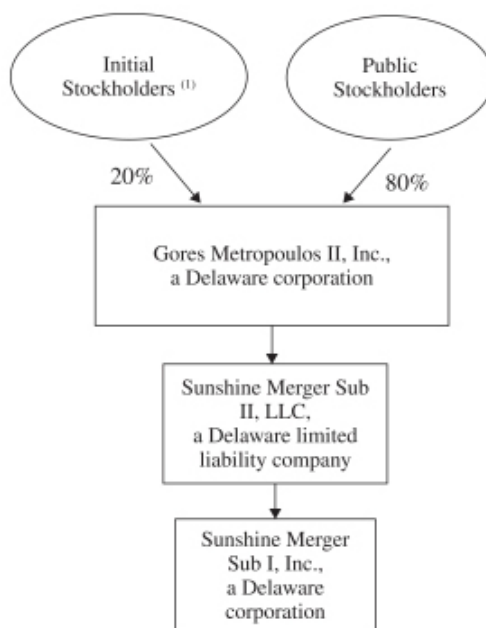 Initial
Stockholders (1)
Public
Stockholders
20%
80%
Gores Metropoulos II, Inc.,
a Delaware corporation
Sunshine Merger Sub
II, LLC,
a Delaware limited
liability company
Sunshine Merger
Sub I, Inc.,
a Delaware
corporation